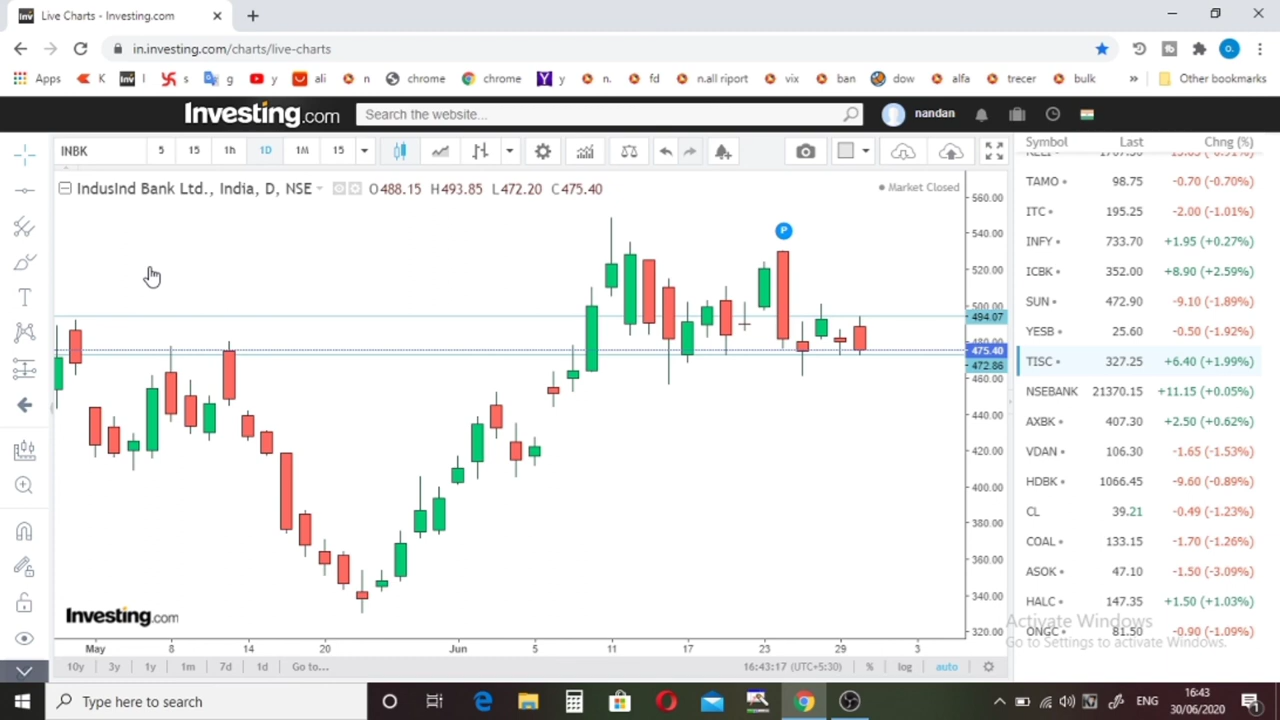 Live Charts - Investing.com
in.investing.com/charts/live-charts
Apps K I s g y ali n chrome chrome y n. fd n.all riport vix ban dow alfa trecer bulk » Other bookmarks
Investing.com Search the website... nandan
INBK 5 15 1h 1D 1M 15
Symbol Last Chng (%)
IndusInd Bank Ltd., India, D, NSE O488.15 H493.85 L472.20 C475.40 Market Closed
TAMO 98.75 -0.70 (-0.70%)
ITC 195.25 -2.00 (-1.01%)
INFY 733.70 +1.95 (+0.27%)
ICBK 352.00 +8.90 (+2.59%)
SUN 472.90 -9.10 (-1.89%)
YESB 25.60 -0.50 (-1.92%)
TISC 327.25 +6.40 (+1.99%)
NSEBANK 21370.15 +11.15 (+0.05%)
AXBK 407.30 +2.50 (+0.62%)
VDAN 106.30 -1.65 (-1.53%)
HDBK 1066.45 -9.60 (-0.89%)
CL 39.21 -0.49 (-1.23%)
COAL 133.15 -1.70 (-1.26%)
ASOK 47.10 -1.50 (-3.09%)
HALC 147.35 +1.50 (+1.03%)
ONGC 81.50 -0.90 (-1.09%)
560.00
540.00
P
520.00
500.00
494.07
475.40
472.86
460.00
440.00
420.00
400.00
380.00
360.00
340.00
320.00
Investing.com
Activate Windows
Go to Settings to activate Windows.
May 8 14 20 Jun 5 11 17 23 29 3
10y 3y 1y 1m 7d 1d Go to... 16:43:17 (UTC+5:30) % log auto
Type here to search
ENG 16:43
30/06/2020
1